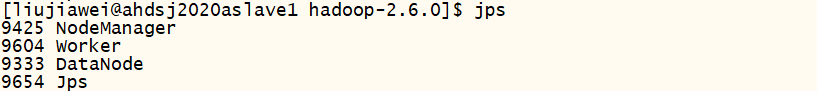 [liujiawei@ahdsj2020aslave1 hadoop-2.6.0]$ jps
9425 NodeManager
9604 Worker
9333 DataNode
9654 Jps